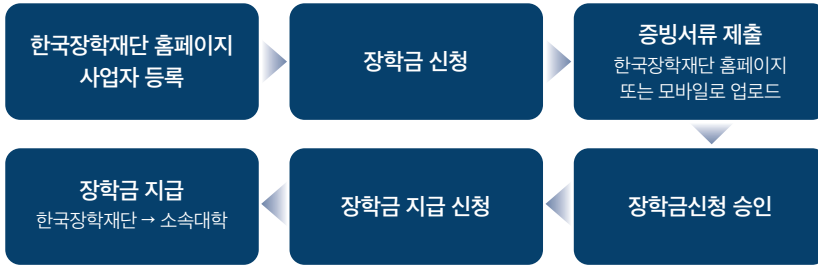 한국장학재단 홈페이지
사업자 등록
장학금 신청
증빙서류 제출
한국장학재단 홈페이지
또는 모바일로 업로드
장학금신청 승인
장학금 지급 신청
장학금 지급
한국장학재단 → 소속대학